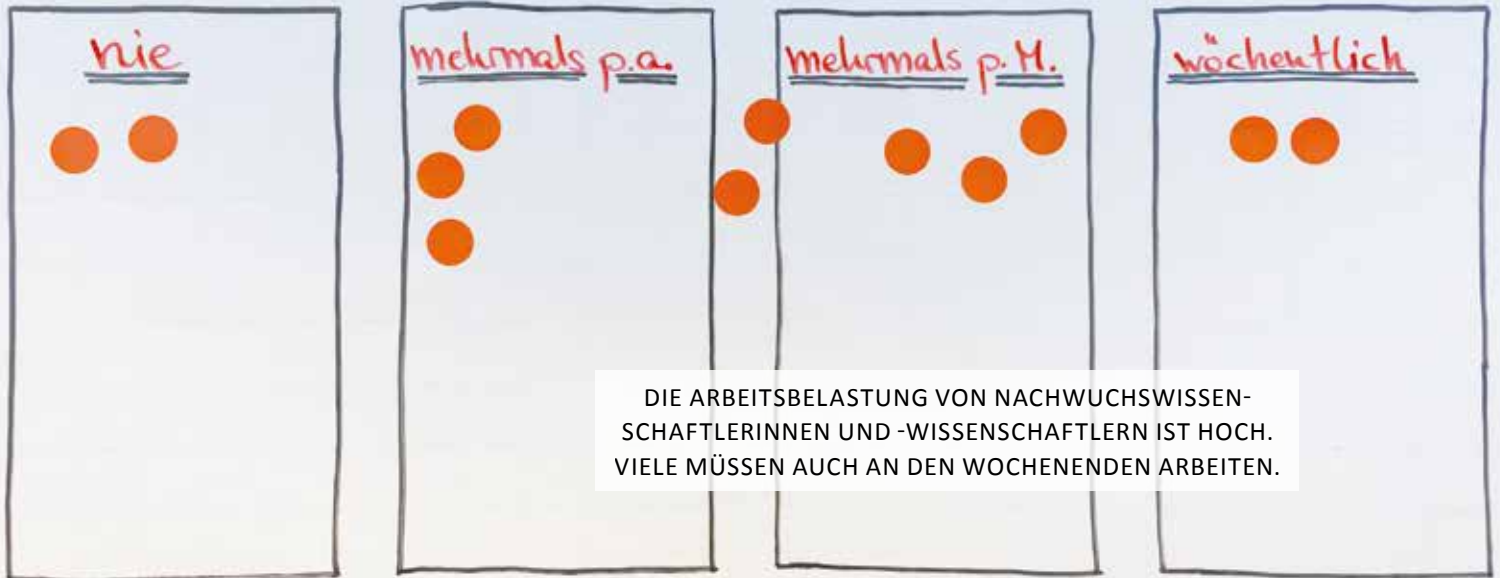 nie
mehrmals p.a.
mehrmals p.M.
wöchentlich
DIE ARBEITSBELASTUNG VON NACHWUCHSWISSEN-
SCHAFTLERINNEN UND -WISSENSCHAFTLERN IST HOCH.
VIELE MÜSSEN AUCH AN DEN WOCHENENDEN ARBEITEN.